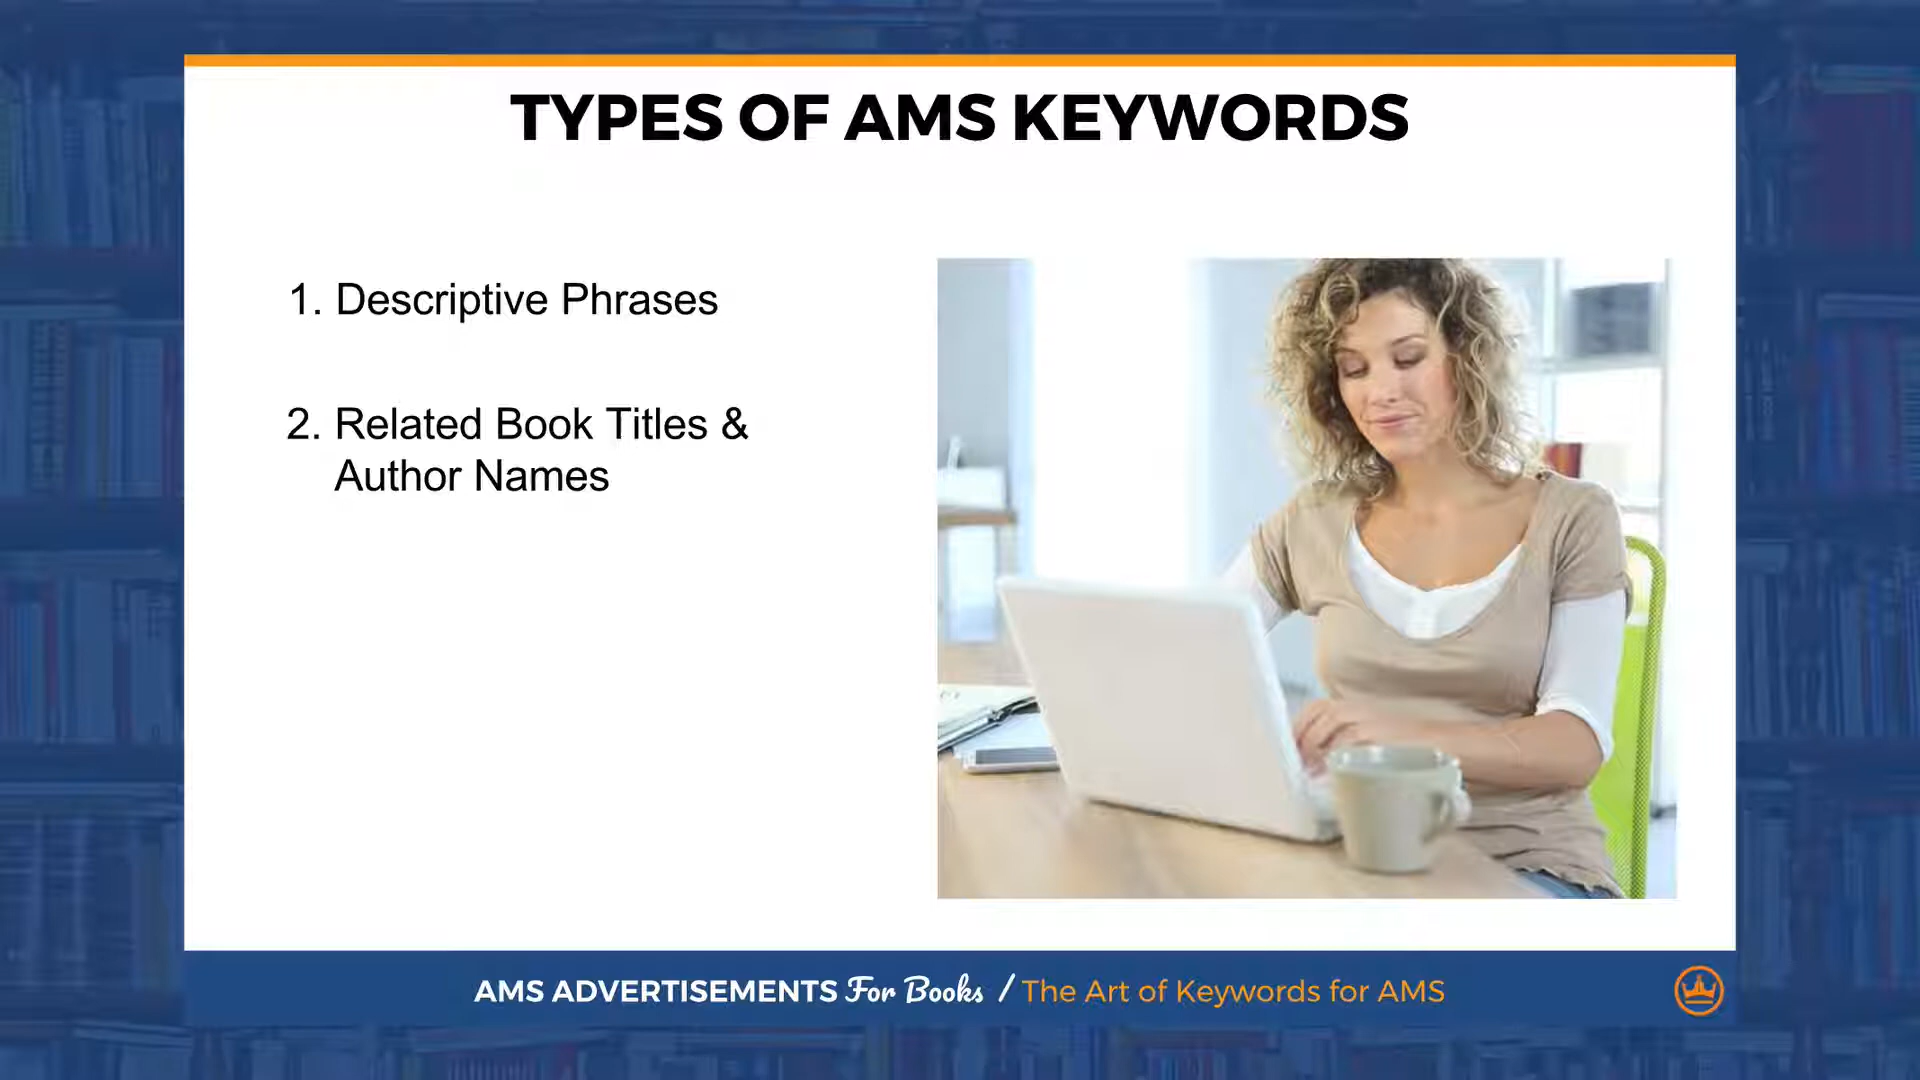 TYPES OF AMS KEYWORDS
1. Descriptive Phrases
2. Related Book Titles &
Author Names
AMS ADVERTISEMENTS For Books / The Art of Keywords for AMS